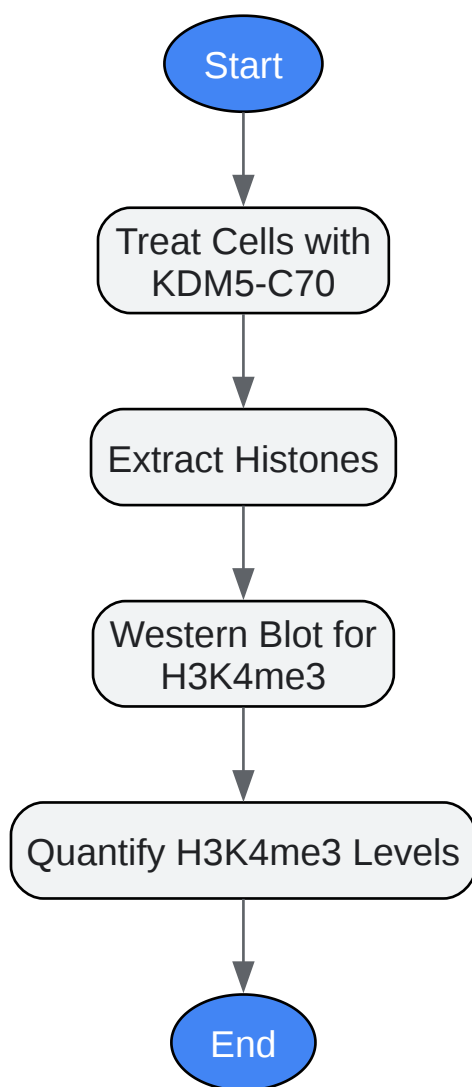 Start
Treat Cells with
KDM5-C70
Extract Histones
Western Blot for
H3K4me3
Quantify H3K4me3 Levels
End